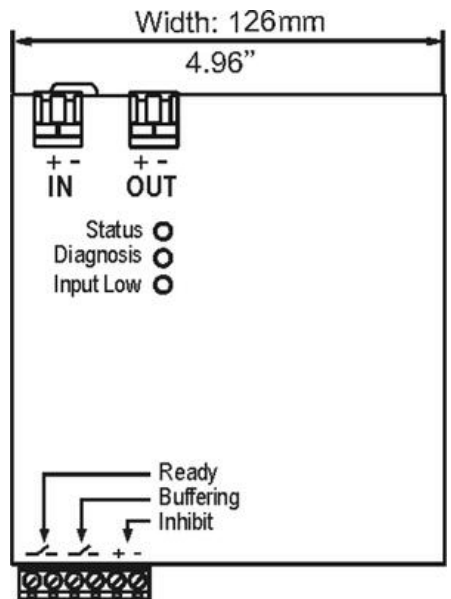 Width: 126mm
4.96”
+ - + -
IN OUT
Status
Diagnosis
Input Low
Ready
Buffering
Inhibit
+ -